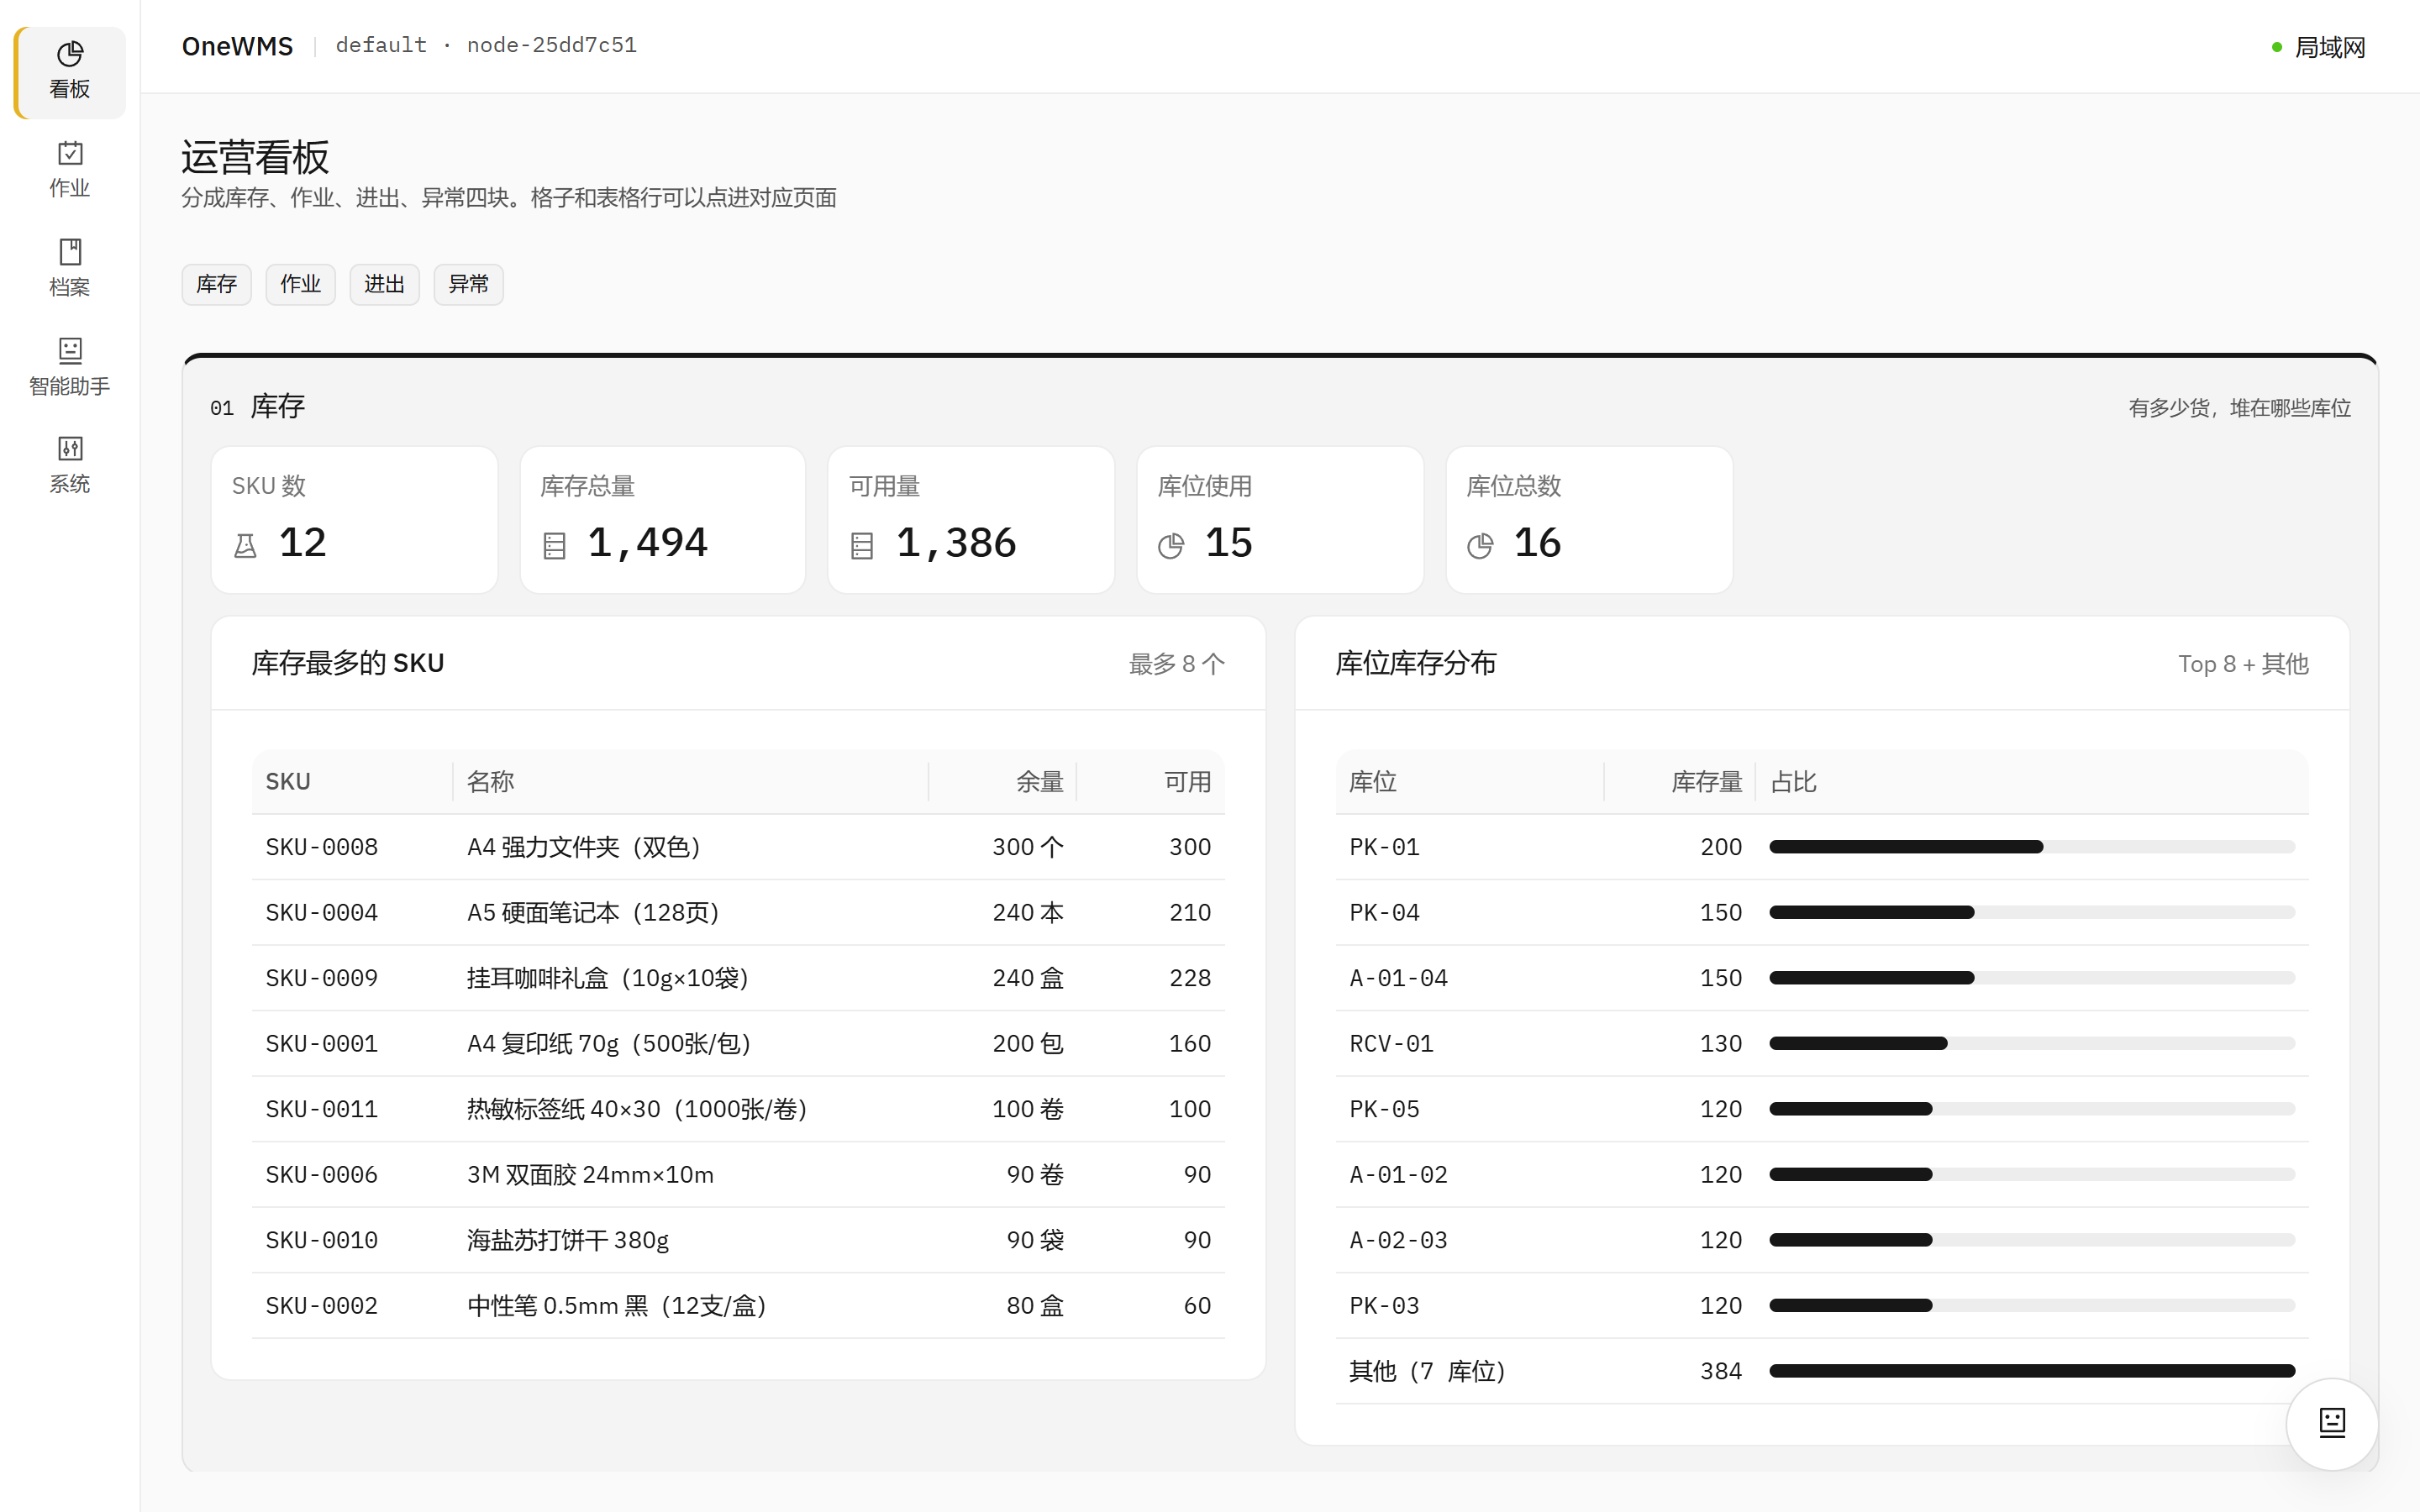 看板
作业
档案
智能助手
系统
OneWMS
default · node-25dd7c51
局域网
运营看板
分成库存、作业、进出、异常四块。格子和表格行可以点进对应页面
库存 作业 进出 异常
01 库存
有多少货，堆在哪些库位
SKU 数
12
库存总量
1,494
可用量
1,386
库位使用
15
库位总数
16
库存最多的 SKU
最多 8 个
SKU 名称 余量 可用
SKU-0008 A4 强力文件夹（双色） 300 个 300
SKU-0004 A5 硬面笔记本（128页） 240 本 210
SKU-0009 挂耳咖啡礼盒（10g×10袋） 240 盒 228
SKU-0001 A4 复印纸 70g（500张/包） 200 包 160
SKU-0011 热敏标签纸 40×30（1000张/卷） 100 卷 100
SKU-0006 3M 双面胶 24mm×10m 90 卷 90
SKU-0010 海盐苏打饼干 380g 90 袋 90
SKU-0002 中性笔 0.5mm 黑（12支/盒） 80 盒 60
库位库存分布
Top 8 + 其他
库位 库存量 占比
PK-01 200
PK-04 150
A-01-04 150
RCV-01 130
PK-05 120
A-01-02 120
A-02-03 120
PK-03 120
其他（7 库位） 384